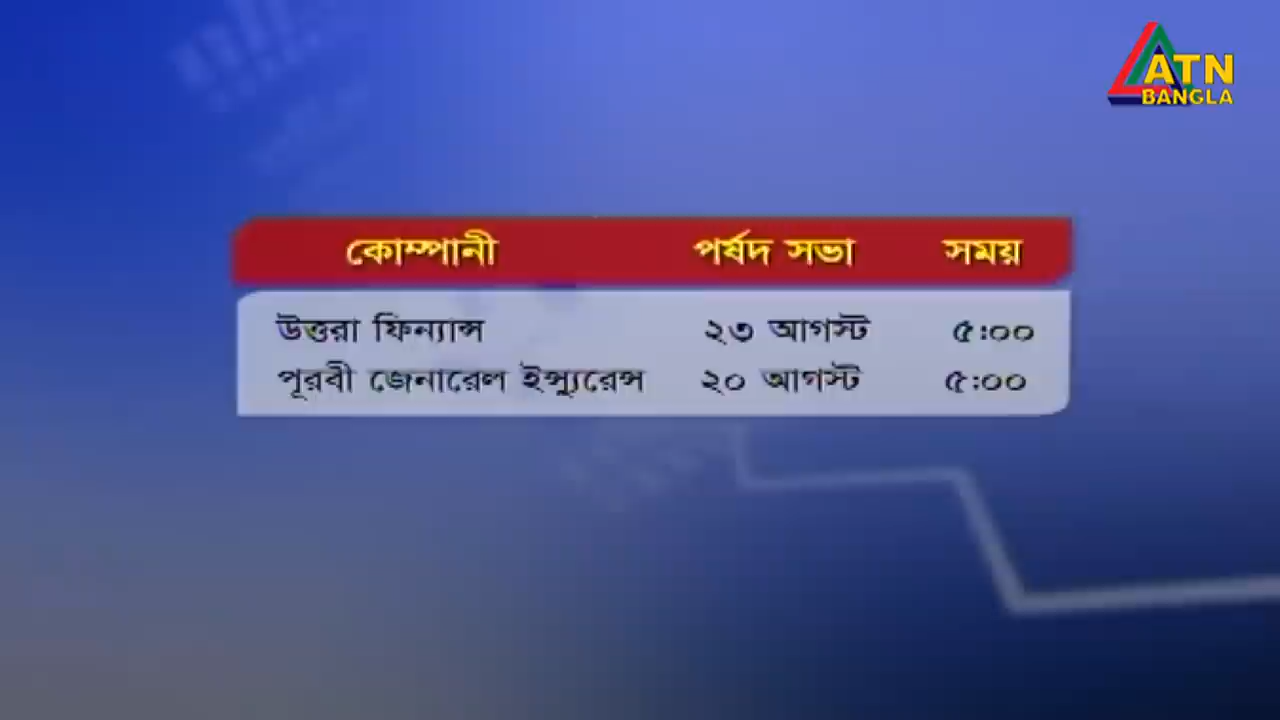 ATN
BANGLA
কোম্পানী পর্ষদ সভা সময়
উত্তরা ফিন্যান্স ২৩ আগস্ট ৫:০০
পূরবী জেনারেল ইন্স্যুরেন্স ২০ আগস্ট ৫:০০